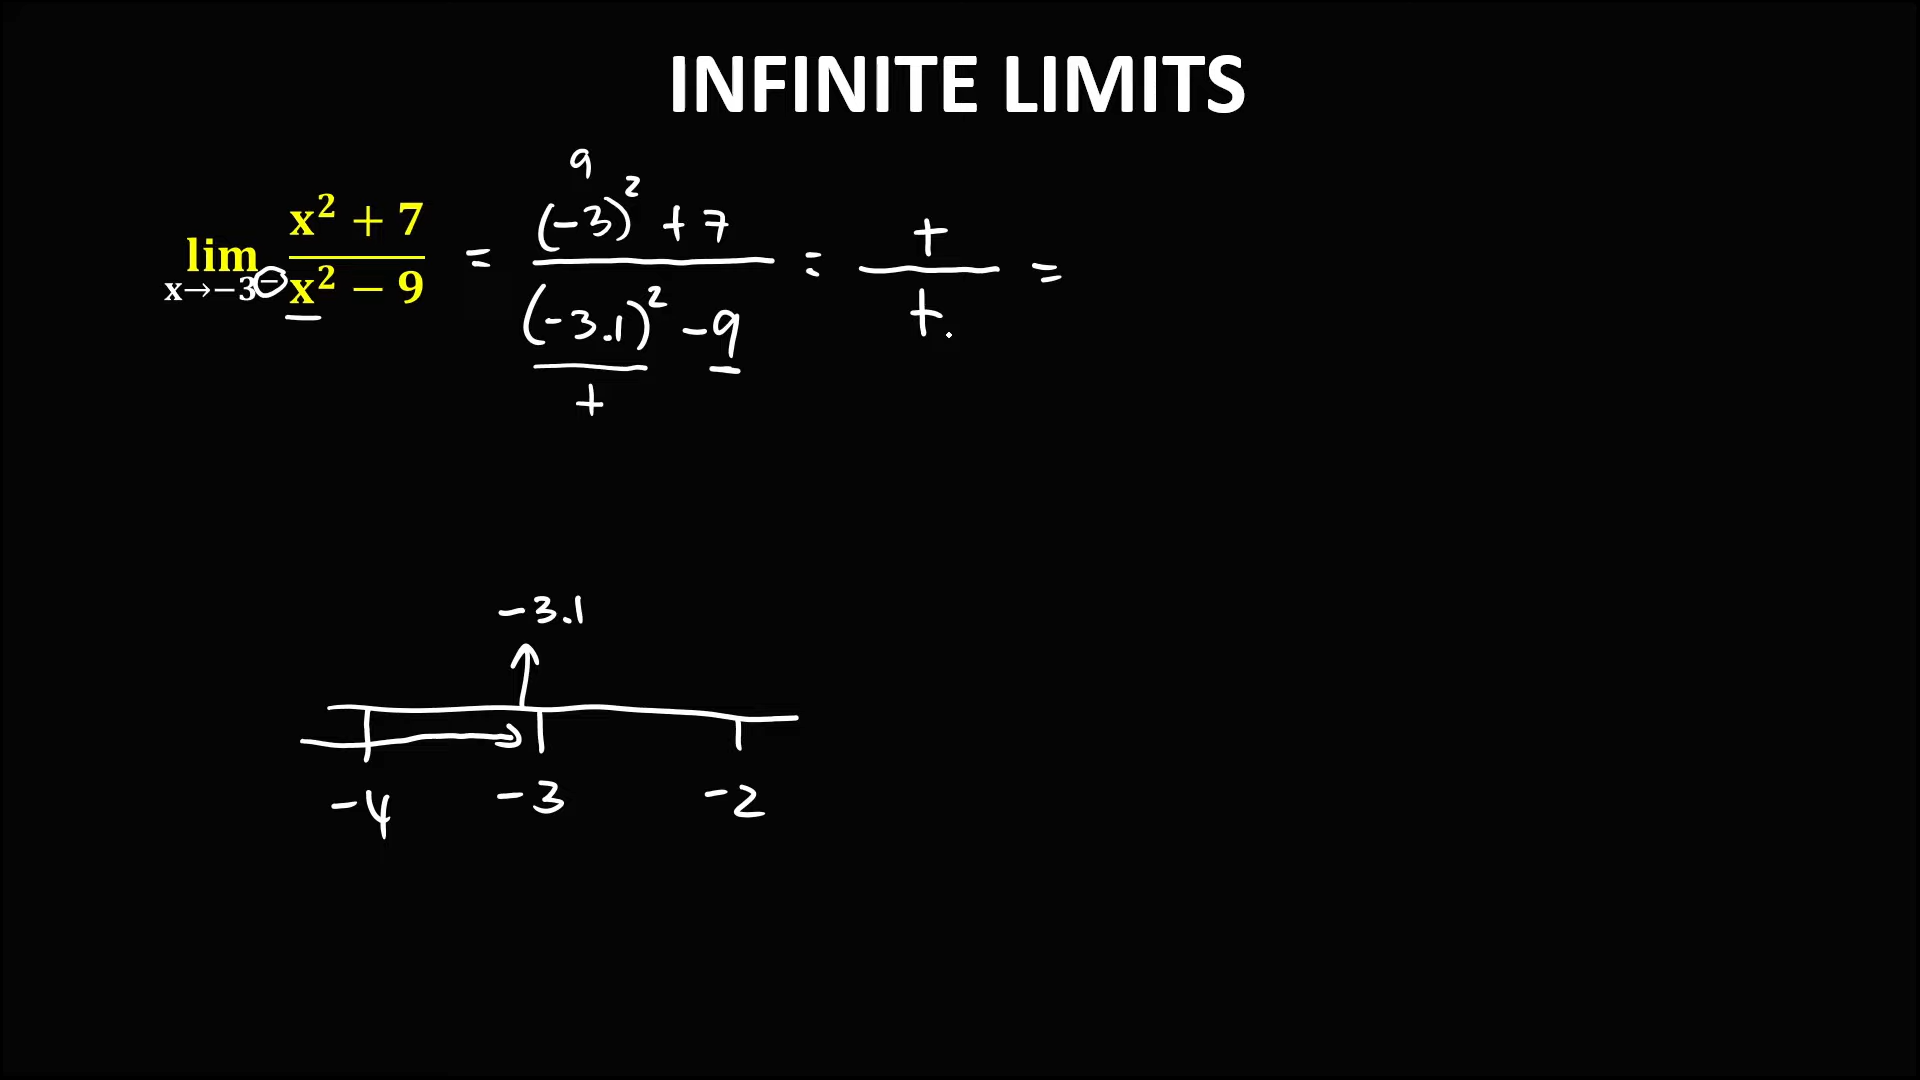 INFINITE LIMITS
9
lim x→-3⁻ (x² + 7)/(x² - 9) = ((-3)² + 7)/((-3.1)² - 9) = +/+ =
+
-3.1
-4 -3 -2